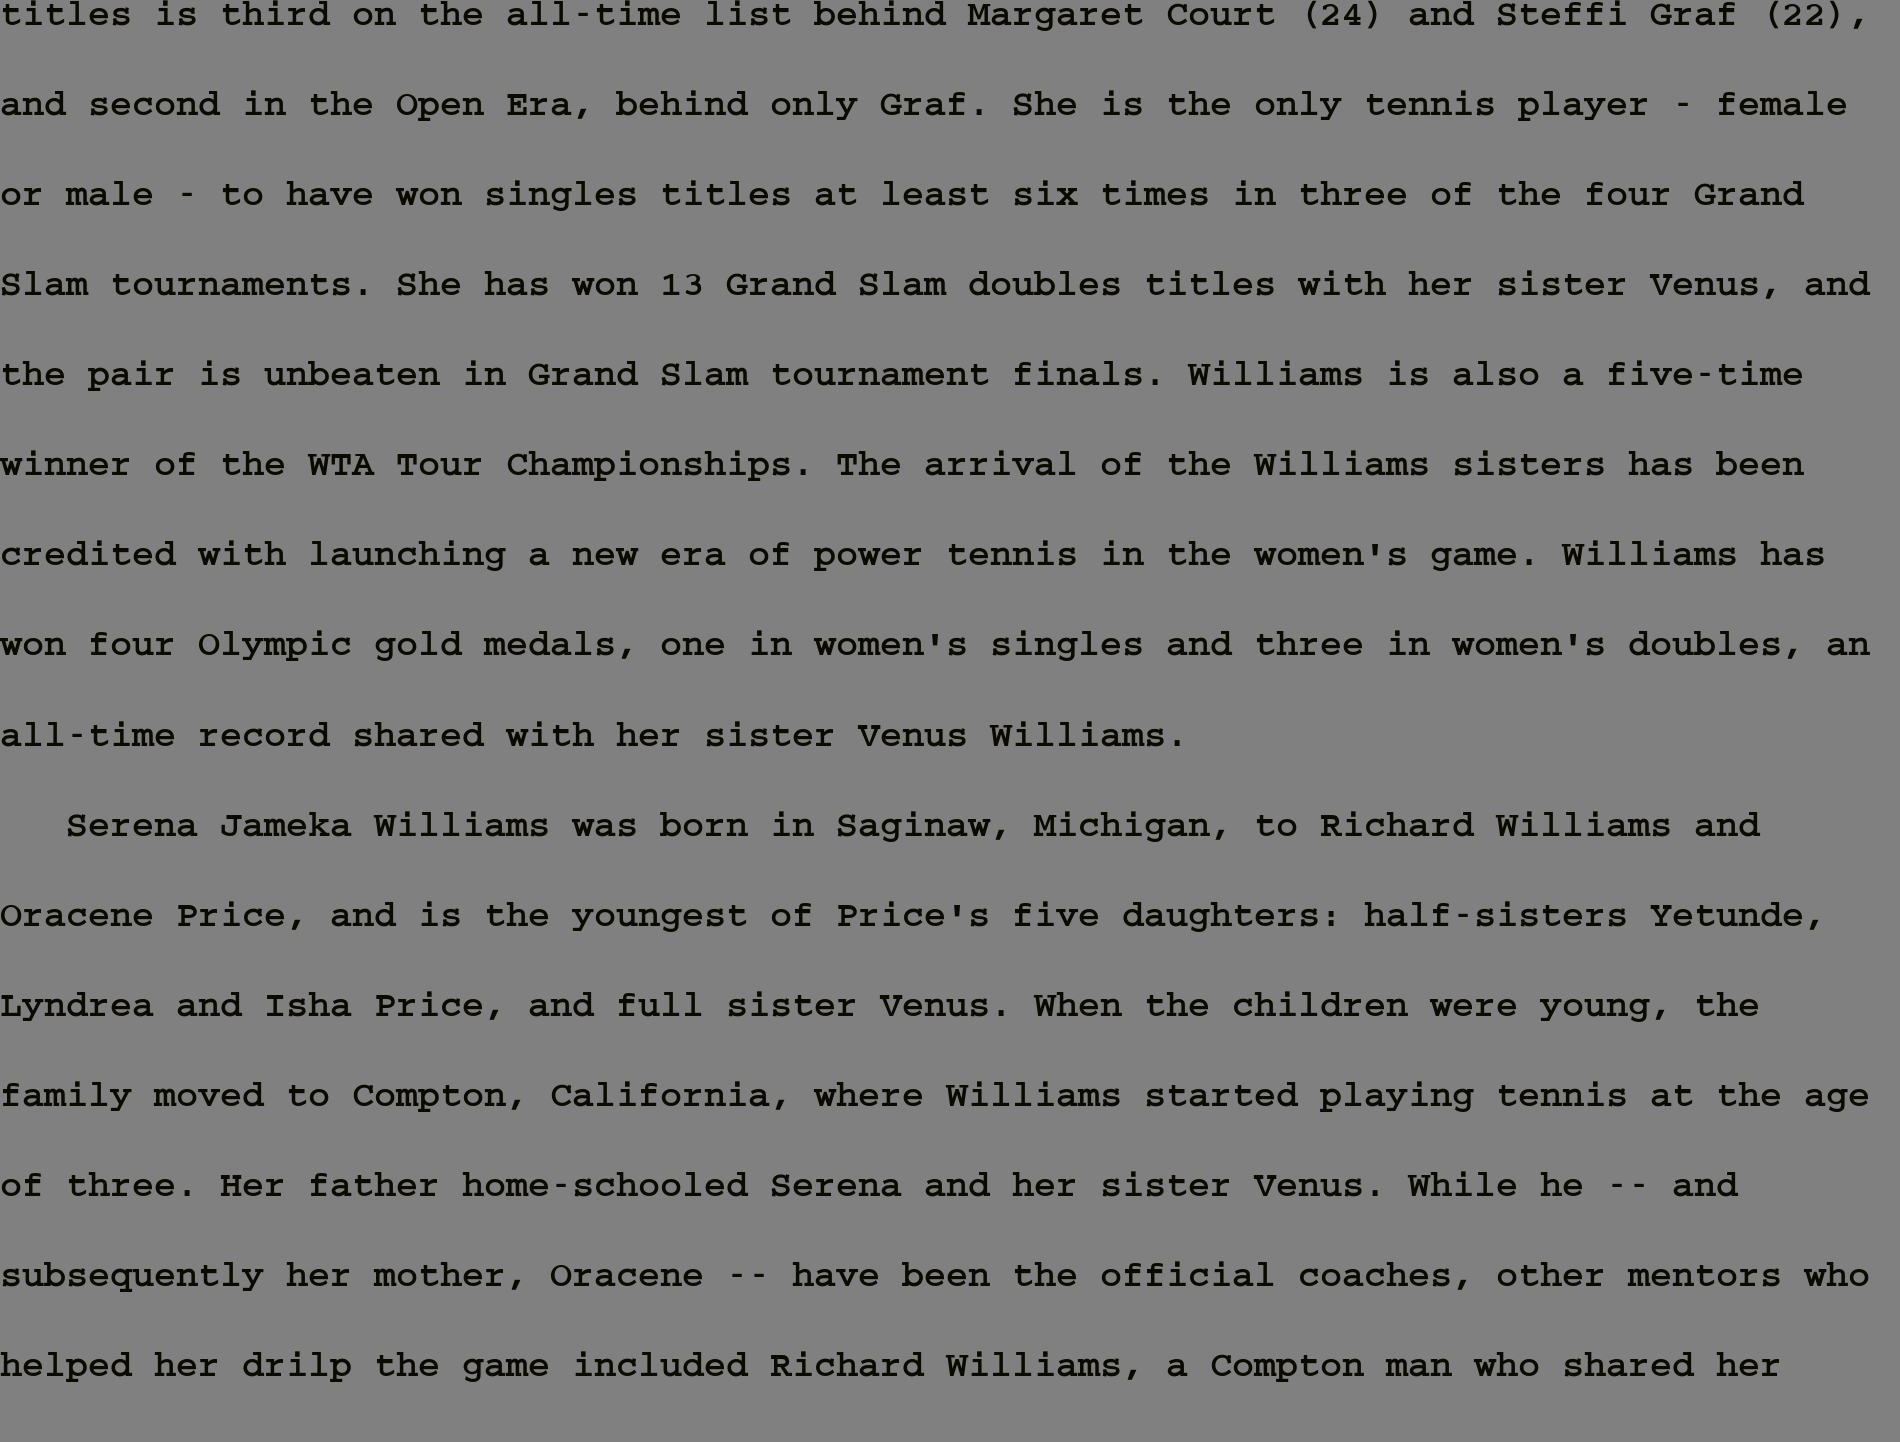 titles is third on the all-time list behind Margaret Court (24) and Steffi Graf (22),
and second in the Open Era, behind only Graf. She is the only tennis player - female
or male - to have won singles titles at least six times in three of the four Grand
Slam tournaments. She has won 13 Grand Slam doubles titles with her sister Venus, and
the pair is unbeaten in Grand Slam tournament finals. Williams is also a five-time
winner of the WTA Tour Championships. The arrival of the Williams sisters has been
credited with launching a new era of power tennis in the women's game. Williams has
won four Olympic gold medals, one in women's singles and three in women's doubles, an
all-time record shared with her sister Venus Williams.
Serena Jameka Williams was born in Saginaw, Michigan, to Richard Williams and
Oracene Price, and is the youngest of Price's five daughters: half-sisters Yetunde,
Lyndrea and Isha Price, and full sister Venus. When the children were young, the
family moved to Compton, California, where Williams started playing tennis at the age
of three. Her father home-schooled Serena and her sister Venus. While he -- and
subsequently her mother, Oracene -- have been the official coaches, other mentors who
helped her drilp the game included Richard Williams, a Compton man who shared her